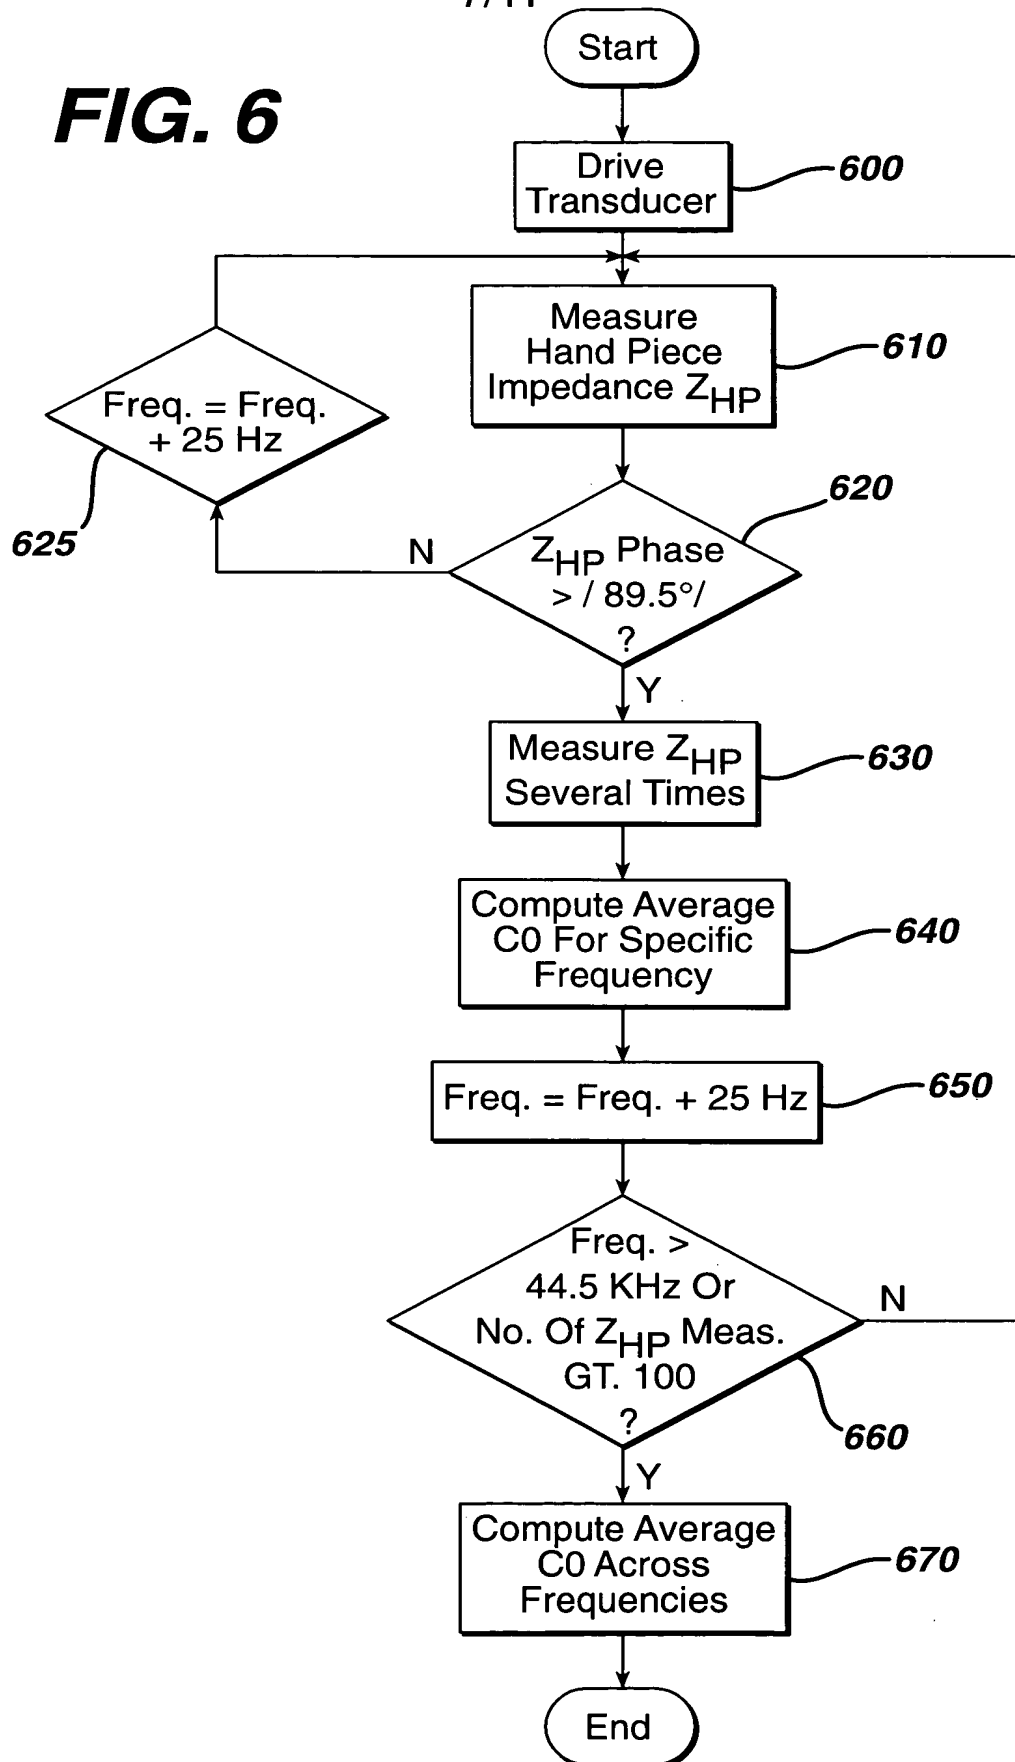 Start
FIG. 6
Drive
Transducer
600
Measure
Hand Piece
Impedance ZHP
610
Freq. = Freq.
+ 25 Hz
625
620
N
ZHP Phase
> / 89.5°/
?
Y
Measure ZHP
Several Times
630
Compute Average
C0 For Specific
Frequency
640
Freq. = Freq. + 25 Hz
650
Freq. >
44.5 KHz Or
No. Of ZHP Meas.
GT. 100
?
N
660
Y
Compute Average
C0 Across
Frequencies
670
End